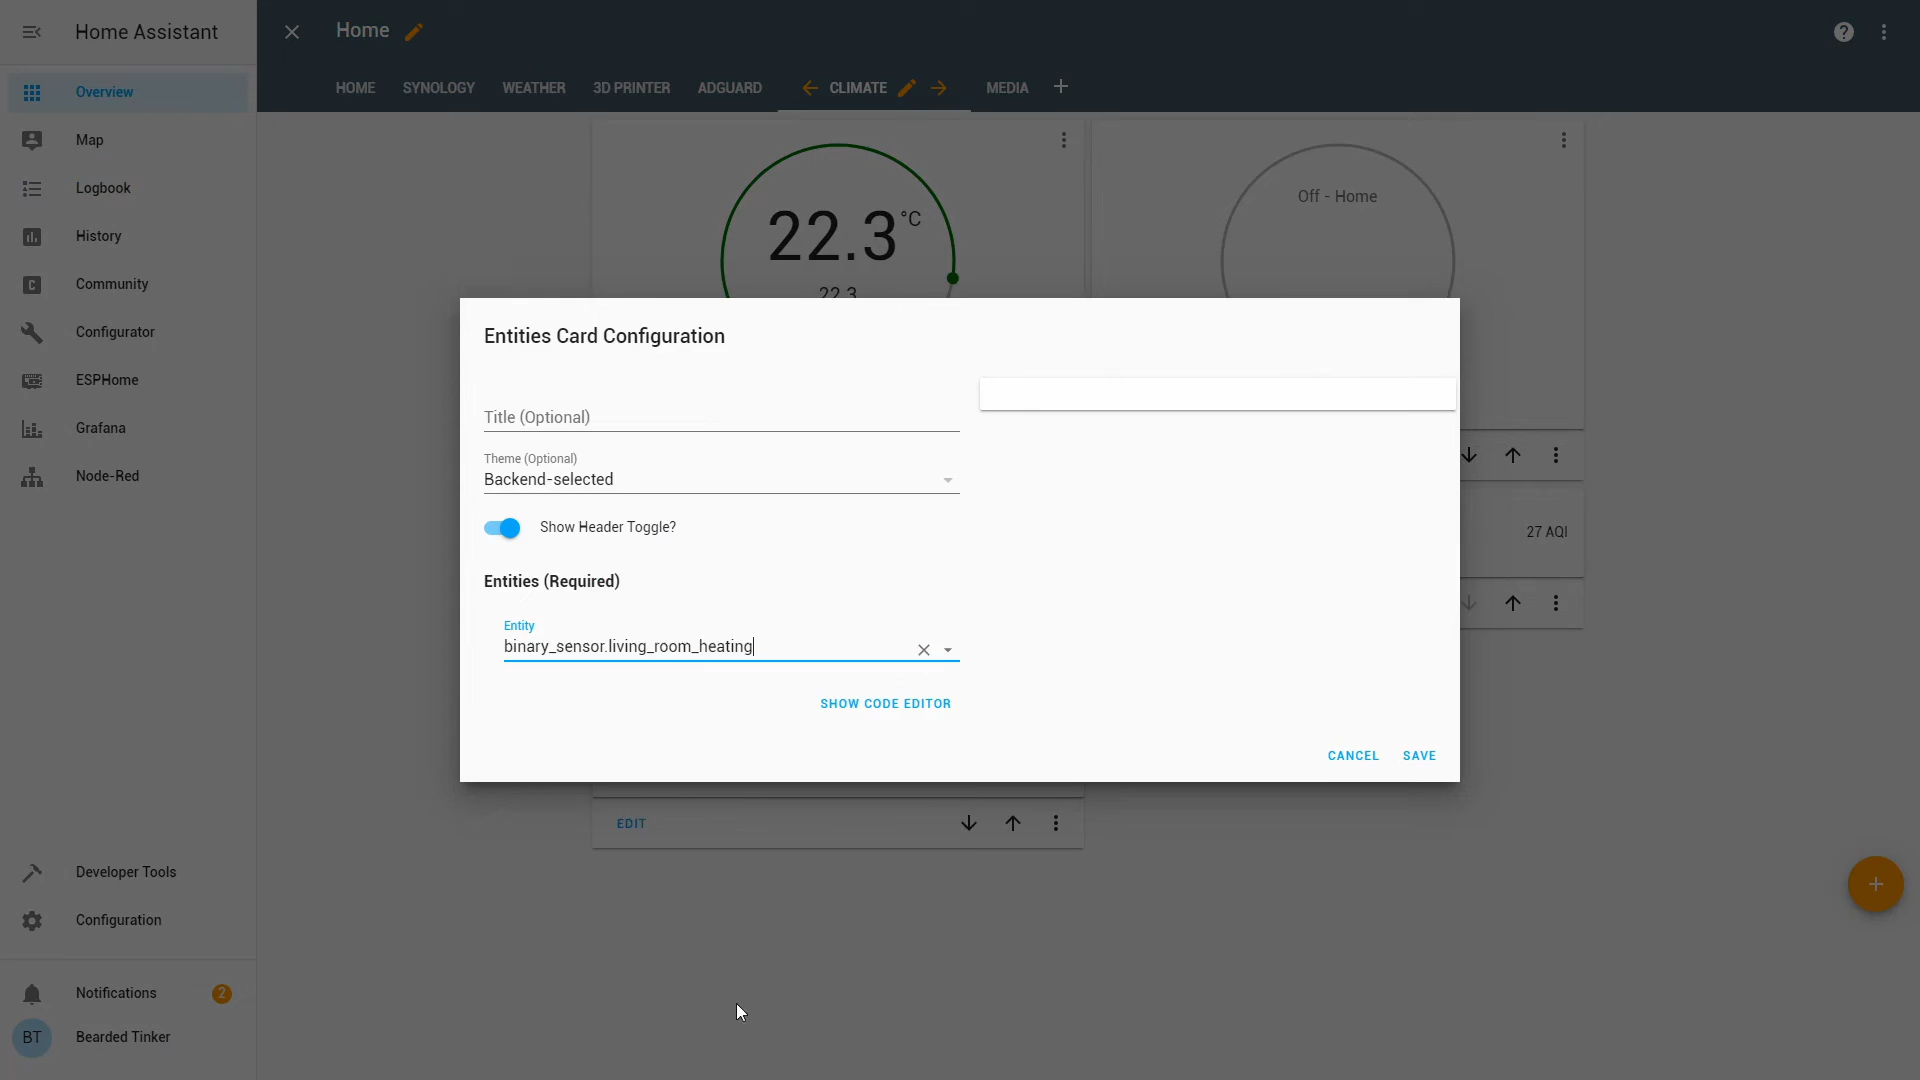 Home Assistant
Overview
Map
Logbook
History
Community
Configurator
ESPHome
Grafana
Node-Red
Developer Tools
Configuration
Notifications
2
BT
Bearded Tinker
Home
HOME
SYNOLOGY
WEATHER
3D PRINTER
ADGUARD
CLIMATE
MEDIA
22.3 °C
22.3
Off - Home
27 AQI
Entities Card Configuration
Title (Optional)
Theme (Optional)
Backend-selected
Show Header Toggle?
Entities (Required)
Entity
binary_sensor.living_room_heating
SHOW CODE EDITOR
CANCEL
SAVE
EDIT